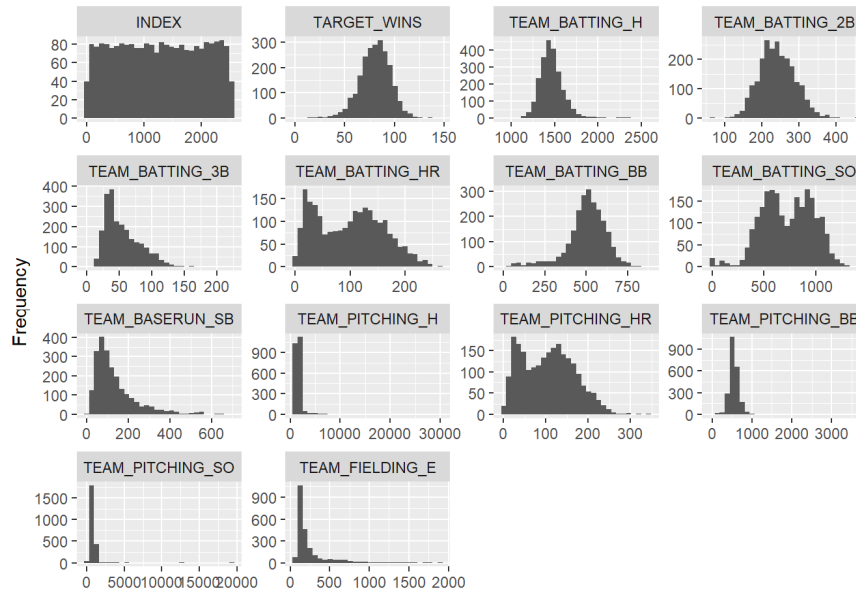 INDEX TARGET_WINS TEAM_BATTING_H TEAM_BATTING_2B
80 60 40 20 0
300 200 100 0
400 300 200 100 0
200 100 0
0 1000 2000
0 50 100 150
1000 1500 2000 2500
100 200 300 400
TEAM_BATTING_3B TEAM_BATTING_HR TEAM_BATTING_BB TEAM_BATTING_SO
400 300 200 100 0
150 100 50 0
300 200 100 0
150 100 50 0
0 50 100 150 200
0 100 200
0 250 500 750
0 500 1000
Frequency
TEAM_BASERUN_SB TEAM_PITCHING_H TEAM_PITCHING_HR TEAM_PITCHING_BB
400 300 200 100 0
900 600 300 0
150 100 50 0
900 600 300 0
0 200 400 600
0 10000 20000 30000
0 100 200 300
0 1000 2000 3000
TEAM_PITCHING_SO TEAM_FIELDING_E
1500 1000 500 0
900 600 300 0
0 5000 10000 15000 20000
0 500 1000 1500 2000